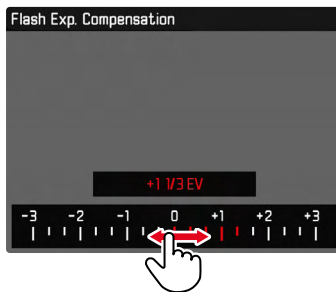 Flash Exp. Compensation
+1 1/3 EV
-3 -2 -1 0 +1 +2 +3